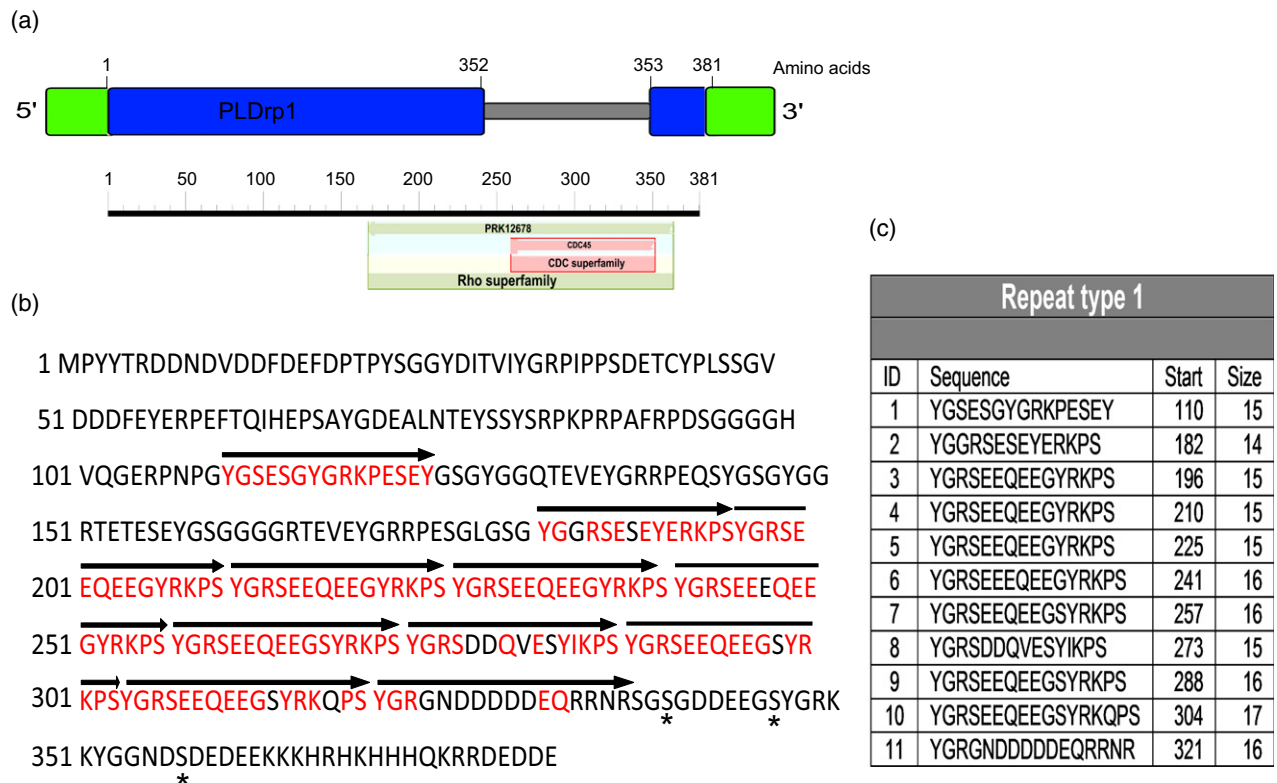 (a)
1 352 353 381 Amino acids
5' PLDrp1 3'
1 50 100 150 200 250 300 350 381
PRK12678
CDC45
CDC superfamily
Rho superfamily
(b)
1 MPYYTRDDNDVDDFDEFDPTPYSGGYDITVIYGRPIPPSDETCYPLSSGV
51 DDDFEYERPEFTQIHEPSAYGDEALNTEYSSYSRPKPRPAFRPDSGGGGH
101 VQGERPNPGYGSESGYGRKPESEYGSGYGGQTEVEYGRRPEQSYGSGYGG
151 RTETESEYGSGGGGRTEVEYGRRPESGLGSG YGGRSESEYERKPSYGRSE
201 EQEEGYRKPS YGRSEEQEEGYRKPS YGRSEEQEEGYRKPS YGRSEEEQEE
251 GYRKPS YGRSEEQEEGSYRKPS YGRSDDQVESYIKPS YGRSEEQEEGSYR
301 KPSYGRSEEQEEGSYRKQPS YGRGNDDDDDEQRRNRSGSGDDEEGSYGRK
* *
351 KYGGNDSDEDEEKKKHRHKHHHQKRRDEDDE
*
(c)
Repeat type 1
ID Sequence Start Size
1 YGSESGYGRKPESEY 110 15
2 YGGRSESEYERKPS 182 14
3 YGRSEEQEEGYRKPS 196 15
4 YGRSEEQEEGYRKPS 210 15
5 YGRSEEQEEGYRKPS 225 15
6 YGRSEEEQEEGYRKPS 241 16
7 YGRSEEQEEGSYRKPS 257 16
8 YGRSDDQVESYIKPS 273 15
9 YGRSEEQEEGSYRKPS 288 16
10 YGRSEEQEEGSYRKQPS 304 17
11 YGRGNDDDDDEQRRNR 321 16